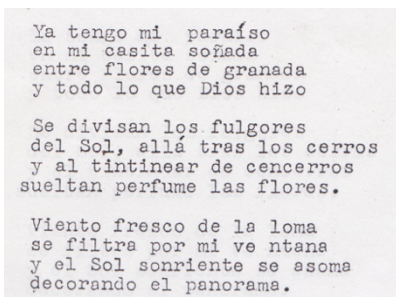 Ya tengo mi paraíso
en mi casita soñada
entre flores de granada
y todo lo que Dios hizo
Se divisan los fulgores
del Sol, allá tras los cerros
y al tintinear de cencerros
sueltan perfume las flores.
Viento fresco de la loma
se filtra por mi ve ntana
y el Sol sonriente se asoma
decorando el panorama.